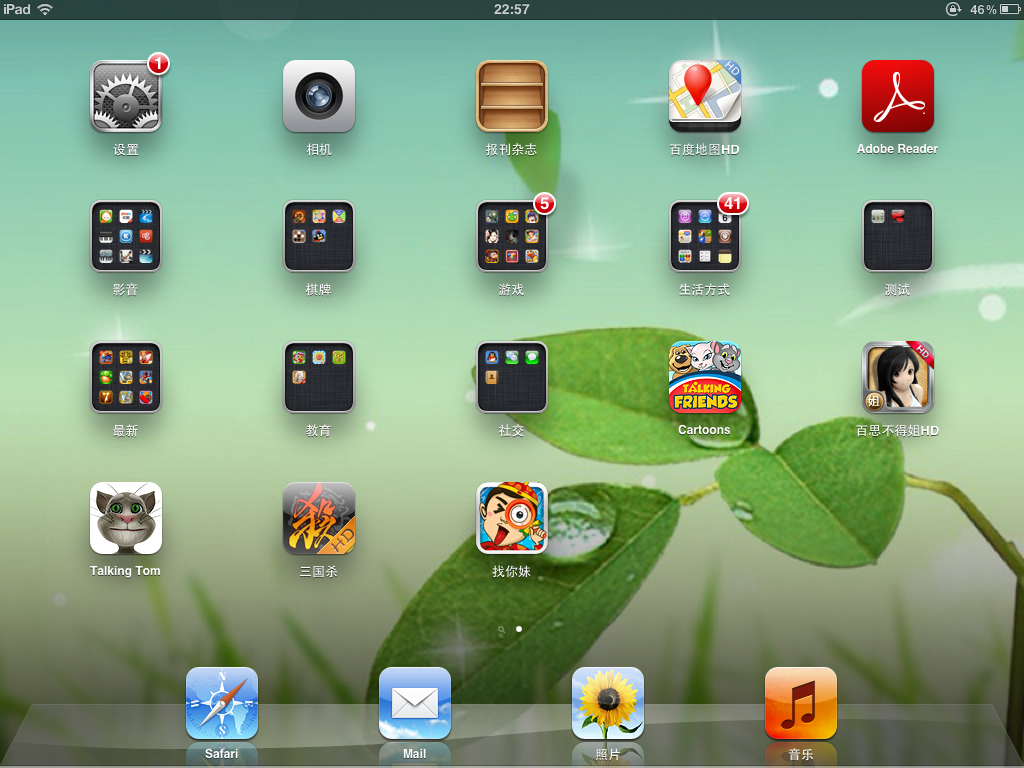 iPad 22:57 46%
1
设置 相机 报刊杂志 HD 百度地图HD Adobe Reader
5 41
影音 棋牌 游戏 生活方式 测试
TALKING FRIENDS HD 姐
最新 教育 社交 Cartoons 百思不得姐HD
杀 HD
Talking Tom 三国杀 找你妹
N
S
Safari Mail 照片 音乐